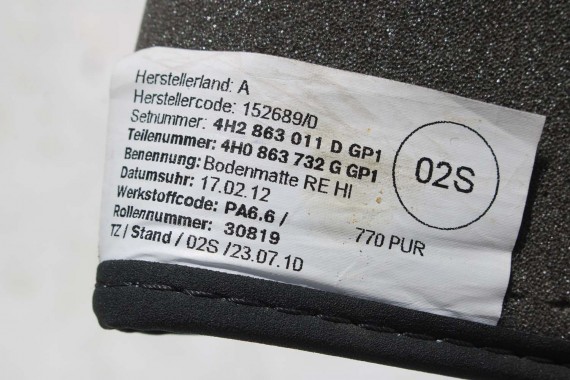 Herstellerland: A
Herstellercode: 152689/0
Setnummer: 4H2 863 011 D GP1
Teilenummer: 4H0 863 732 G GP1
Benennung: Bodenmatte RE HI
Datumsuhr: 17.02.12
Werkstoffcode: PA6.6 / 770 PUR
Rollennummer: 30819
TZ / Stand / 02S /23.07.10
02S